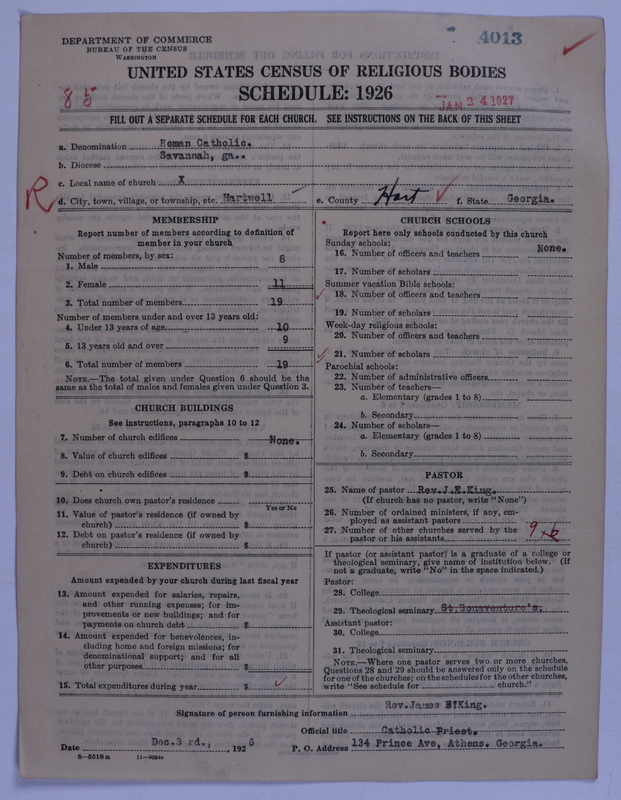 DEPARTMENT OF COMMERCE
BUREAU OF THE CENSUS
WASHINGTON
4013
UNITED STATES CENSUS OF RELIGIOUS BODIES
SCHEDULE: 1926
85
JAN 24 1927
FILL OUT A SEPARATE SCHEDULE FOR EACH CHURCH. SEE INSTRUCTIONS ON THE BACK OF THIS SHEET
a. Denomination Roman Catholic.
Savannah, ga..
b. Diocese
c. Local name of church X
R
d. City, town, village, or township, etc. Hartwell e. County Hart f. State Georgia.
MEMBERSHIP
Report number of members according to definition of
member in your church
Number of members, by sex:
1. Male 8
2. Female 11
3. Total number of members 19
Number of members under and over 13 years old:
4. Under 13 years of age 10
5. 13 years old and over 9
6. Total number of members 19
NOTE.—The total given under Question 6 should be the
same as the total of males and females given under Question 3.
CHURCH BUILDINGS
See instructions, paragraphs 10 to 12
7. Number of church edifices None.
8. Value of church edifices $
9. Debt on church edifices $
10. Does church own pastor's residence
Yes or No
11. Value of pastor's residence (if owned by
church) $
12. Debt on pastor's residence (if owned by
church) $
EXPENDITURES
Amount expended by your church during last fiscal year
13. Amount expended for salaries, repairs,
and other running expenses; for im-
provements or new buildings; and for
payments on church debt $
14. Amount expended for benevolences, in-
cluding home and foreign missions; for
denominational support; and for all
other purposes $
15. Total expenditures during year $
CHURCH SCHOOLS
Report here only schools conducted by this church
Sunday schools:
16. Number of officers and teachers None.
17. Number of scholars
Summer vacation Bible schools:
18. Number of officers and teachers
19. Number of scholars
Week-day religious schools:
20. Number of officers and teachers
21. Number of scholars
Parochial schools:
22. Number of administrative officers
23. Number of teachers—
a. Elementary (grades 1 to 8)
b. Secondary
24. Number of scholars—
a. Elementary (grades 1 to 8)
b. Secondary
PASTOR
25. Name of pastor Rev.J.E.King.
(If church has no pastor, write "None")
26. Number of ordained ministers, if any, em-
ployed as assistant pastors
27. Number of other churches served by the
pastor or his assistants
If pastor (or assistant pastor) is a graduate of a college or
theological seminary, give name of institution below. (If
not a graduate, write "No" in the space indicated.)
Pastor:
28. College
29. Theological seminary St.Bonaventure's.
Assistant pastor:
30. College
31. Theological seminary
NOTE.—Where one pastor serves two or more churches,
Questions 28 and 29 should be answered only on the schedule
for one of the churches; on the schedules for the other churches,
write "See schedule for church."
Signature of person furnishing information Rev.James E.King.
Official title Catholic Priest.
Date Dec.3 rd., 1926 P. O. Address 134 Prince Ave, Athens. Georgia.
8—5518a